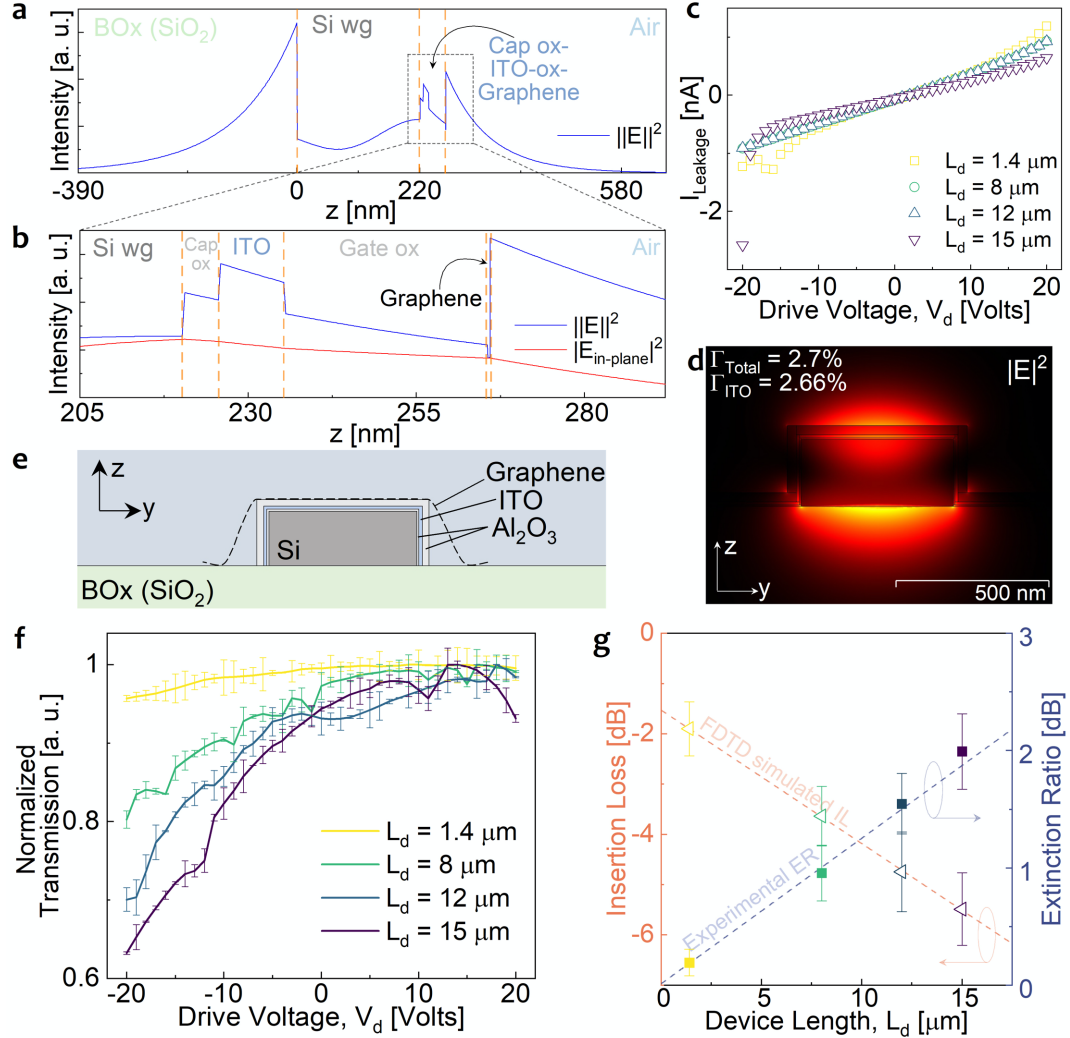 a
BOx (SiO2)
Si wg
Air
Cap ox-
ITO-ox-
Graphene
||E||2
Intensity [a. u.]
-390
0
220
580
z [nm]
b
Si wg
Cap
ox
ITO
Gate ox
Air
Graphene
||E||2
|Ein-plane|2
Intensity [a. u.]
205
230
255
280
z [nm]
c
ILeakage [nA]
0
-2
Ld = 1.4 μm
Ld = 8 μm
Ld = 12 μm
Ld = 15 μm
-20
-10
0
10
20
Drive Voltage, Vd [Volts]
d
ΓTotal = 2.7%
ΓITO = 2.66%
|E|2
z
y
500 nm
e
z
y
Graphene
ITO
Al2O3
Si
BOx (SiO2)
f
Normalized
Transmission [a. u.]
1
0.8
0.6
Ld = 1.4 μm
Ld = 8 μm
Ld = 12 μm
Ld = 15 μm
-20
-10
0
10
20
Drive Voltage, Vd [Volts]
g
Insertion Loss [dB]
0
-2
-4
-6
FDTD simulated IL
Experimental ER
Extinction Ratio [dB]
3
2
1
0
0
5
10
15
Device Length, Ld [μm]